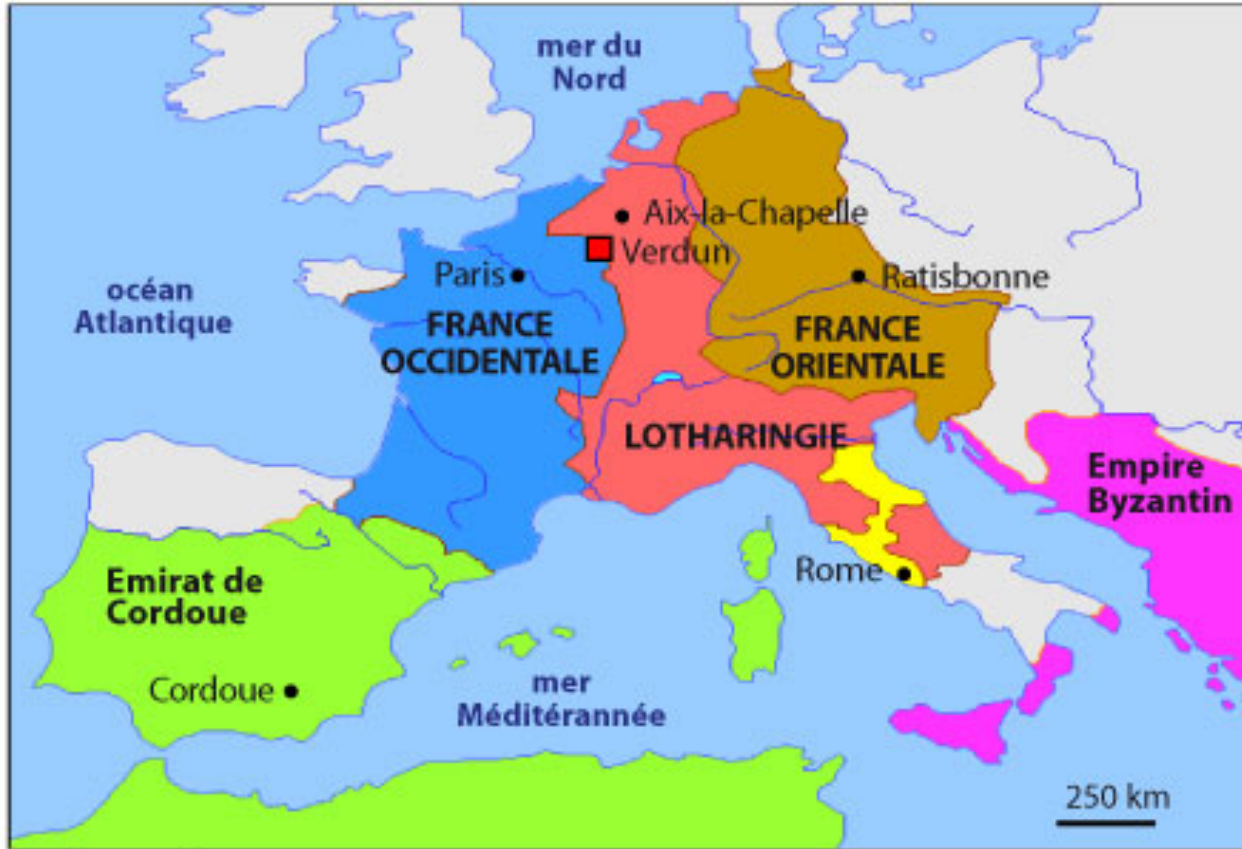 mer du
Nord
Aix-la-Chapelle
Verdun
Paris
Ratisbonne
océan
Atlantique
FRANCE
OCCIDENTALE
FRANCE
ORIENTALE
LOTHARINGIE
Empire
Byzantin
Rome
Emirat de
Cordoue
Cordoue
mer
Méditérannée
250 km